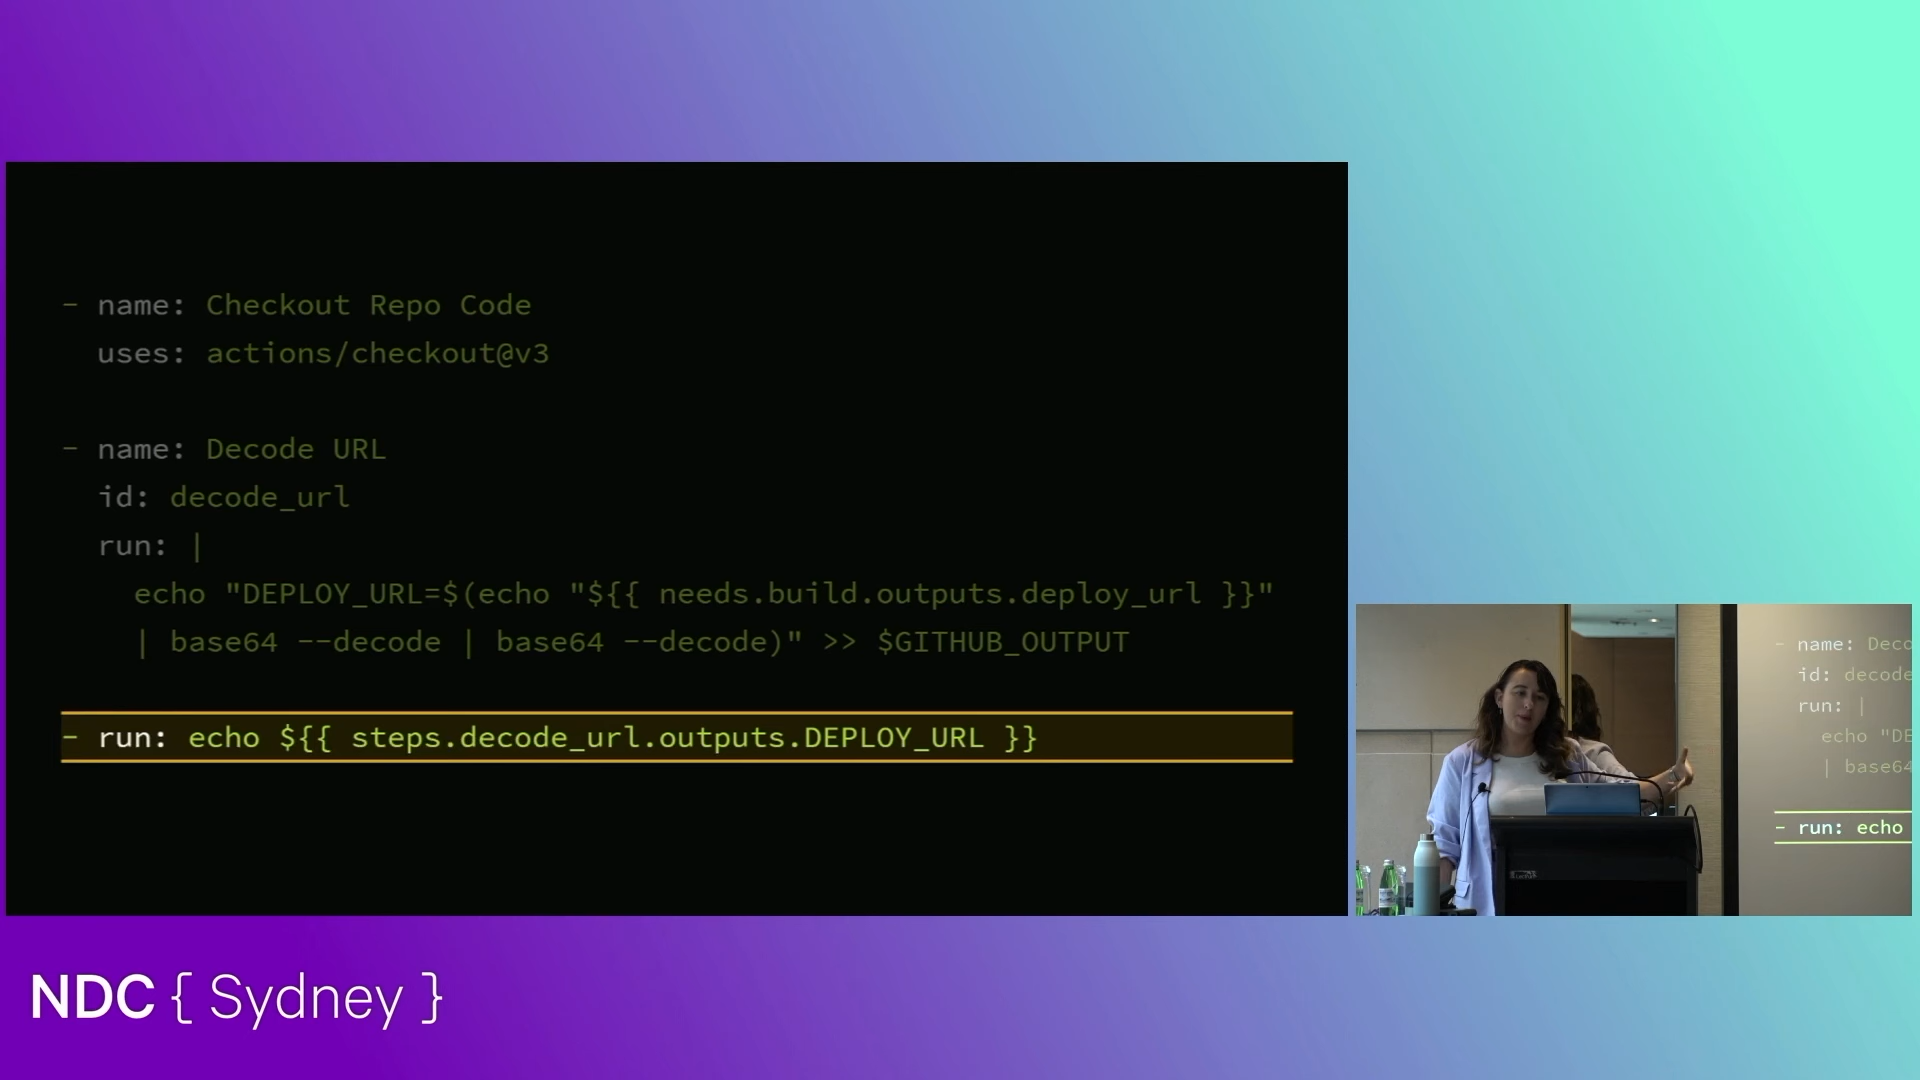 - name: Checkout Repo Code
uses: actions/checkout@v3
- name: Decode URL
id: decode_url
run: |
echo "DEPLOY_URL=$(echo "${{ needs.build.outputs.deploy_url }}"
| base64 --decode | base64 --decode)" >> $GITHUB_OUTPUT
- run: echo ${{ steps.decode_url.outputs.DEPLOY_URL }}
- name: Deco
id: decode
run: |
echo "DE
| base64
- run: echo
NDC { Sydney }